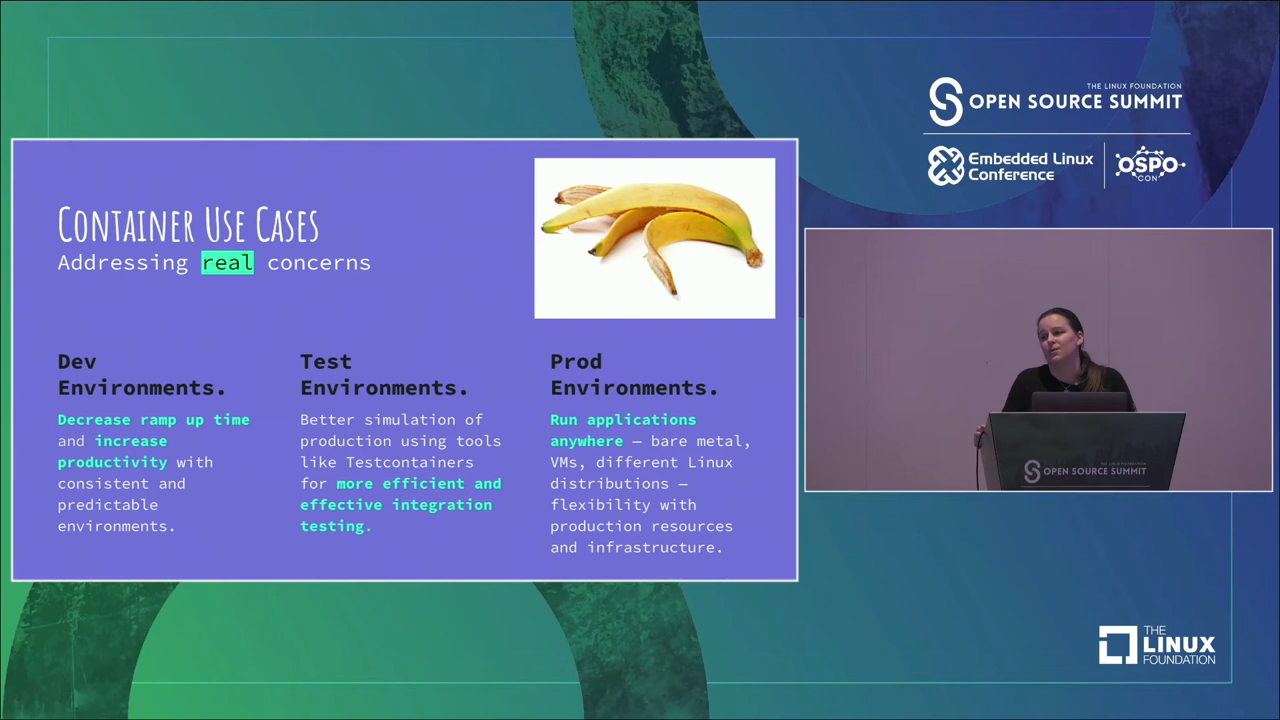 THE LINUX FOUNDATION
OPEN SOURCE SUMMIT
Embedded Linux
Conference
OSPO
CON
Container Use Cases
Addressing real concerns
Dev
Environments.
Decrease ramp up time
and increase
productivity with
consistent and
predictable
environments.
Test
Environments.
Better simulation of
production using tools
like Testcontainers
for more efficient and
effective integration
testing.
Prod
Environments.
Run applications
anywhere — bare metal,
VMs, different Linux
distributions —
flexibility with
production resources
and infrastructure.
THE LINUX FOUNDATION
OPEN SOURCE SUMMIT
THE
LINUX
FOUNDATION